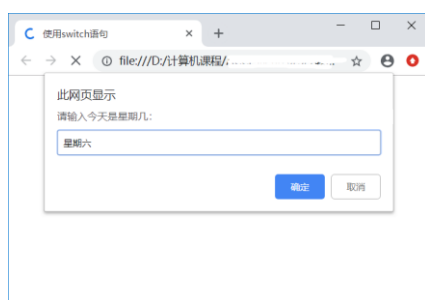 使用switch语句
file:///D:/计算机课程/
此网页显示
请输入今天是星期几：
星期六
确定
取消